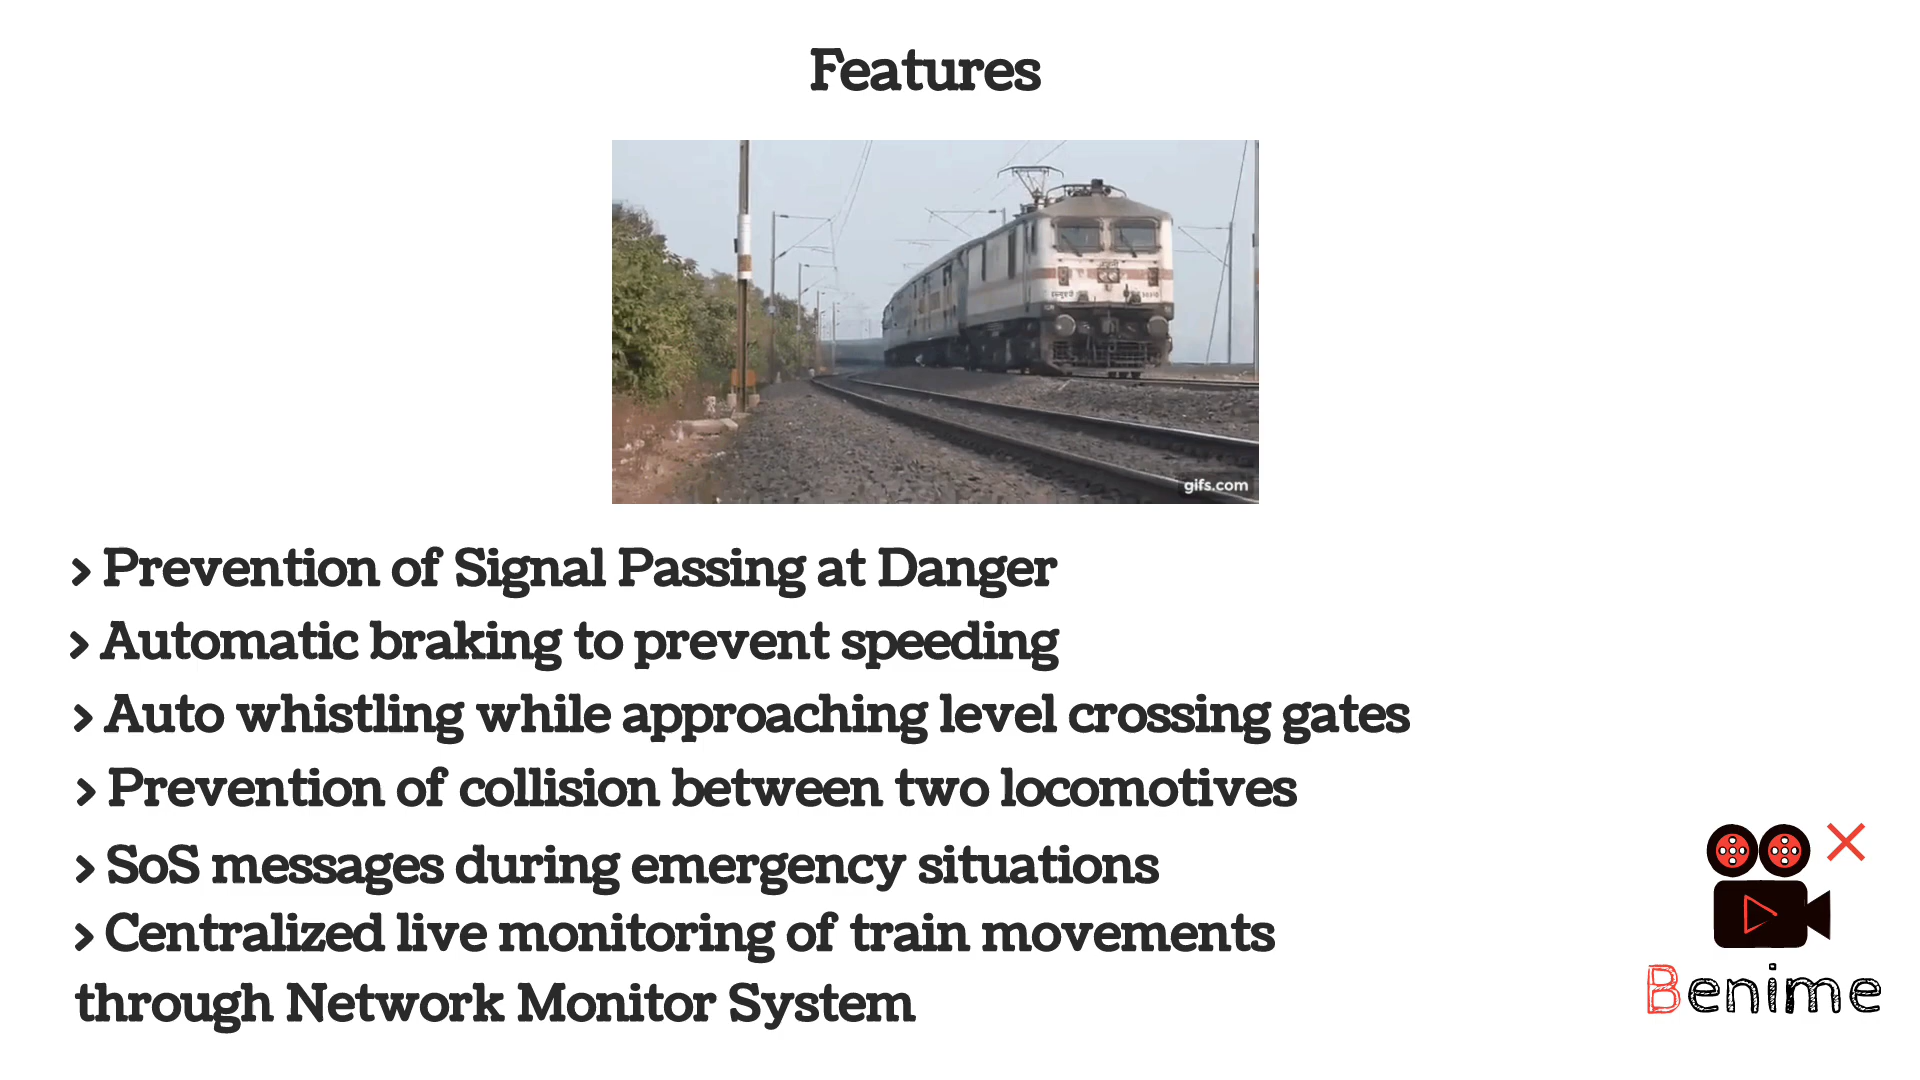 Features
gifs.com
> Prevention of Signal Passing at Danger
> Automatic braking to prevent speeding
> Auto whistling while approaching level crossing gates
> Prevention of collision between two locomotives
> SoS messages during emergency situations
> Centralized live monitoring of train movements
through Network Monitor System
Benime